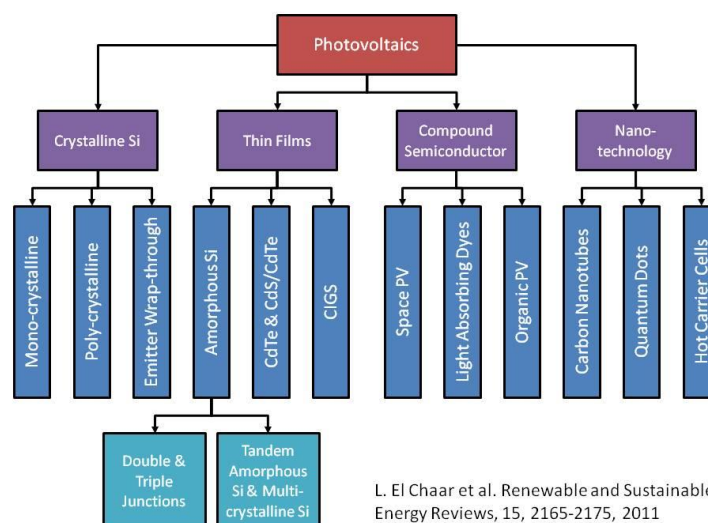 Photovoltaics
Crystalline Si
Thin Films
Compound
Semiconductor
Nano-
technology
Mono-crystalline
Poly-crystalline
Emitter Wrap-through
Amorphous Si
CdTe & CdS/CdTe
CIGS
Space PV
Light Absorbing Dyes
Organic PV
Carbon Nanotubes
Quantum Dots
Hot Carrier Cells
Double &
Triple
Junctions
Tandem
Amorphous
Si & Multi-
crystalline Si
L. El Chaar et al. Renewable and Sustainable
Energy Reviews, 15, 2165-2175, 2011